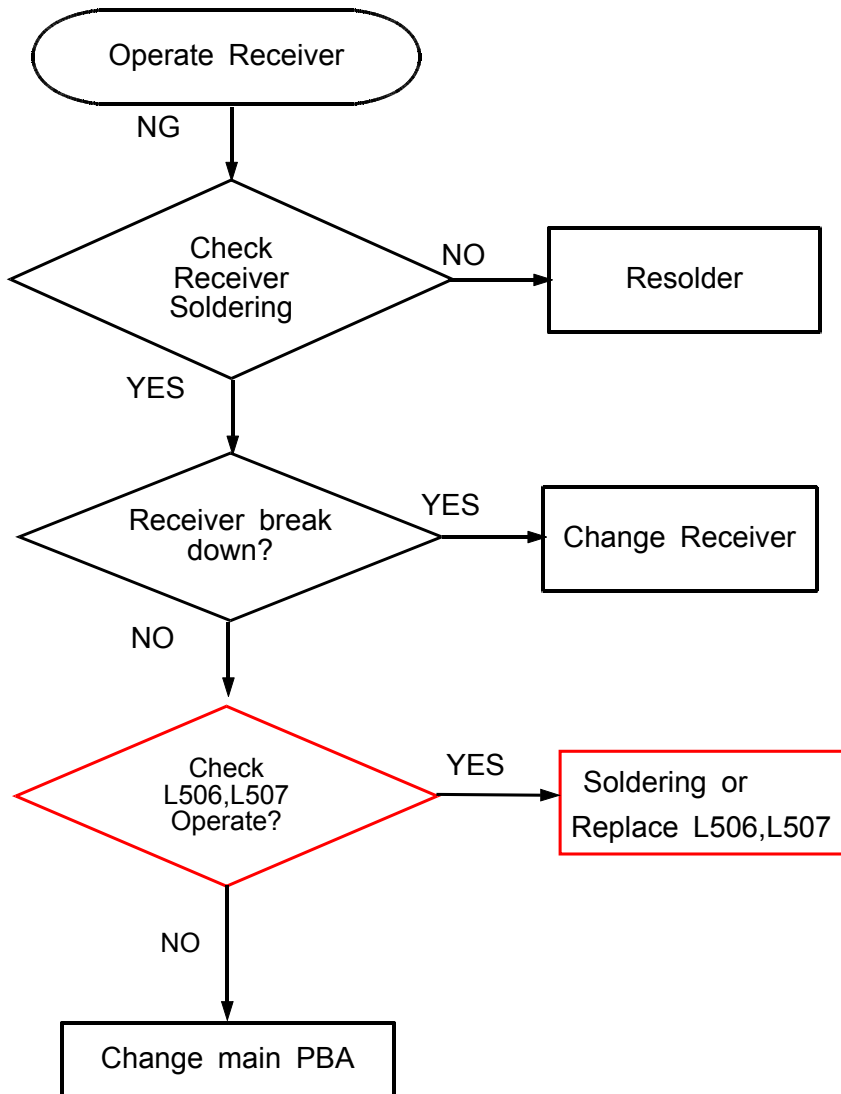 Operate Receiver
NG
Check
Receiver
Soldering
NO
Resolder
YES
Receiver break
down?
YES
Change Receiver
NO
Check
L506,L507
Operate?
YES
Soldering or
Replace L506,L507
NO
Change main PBA